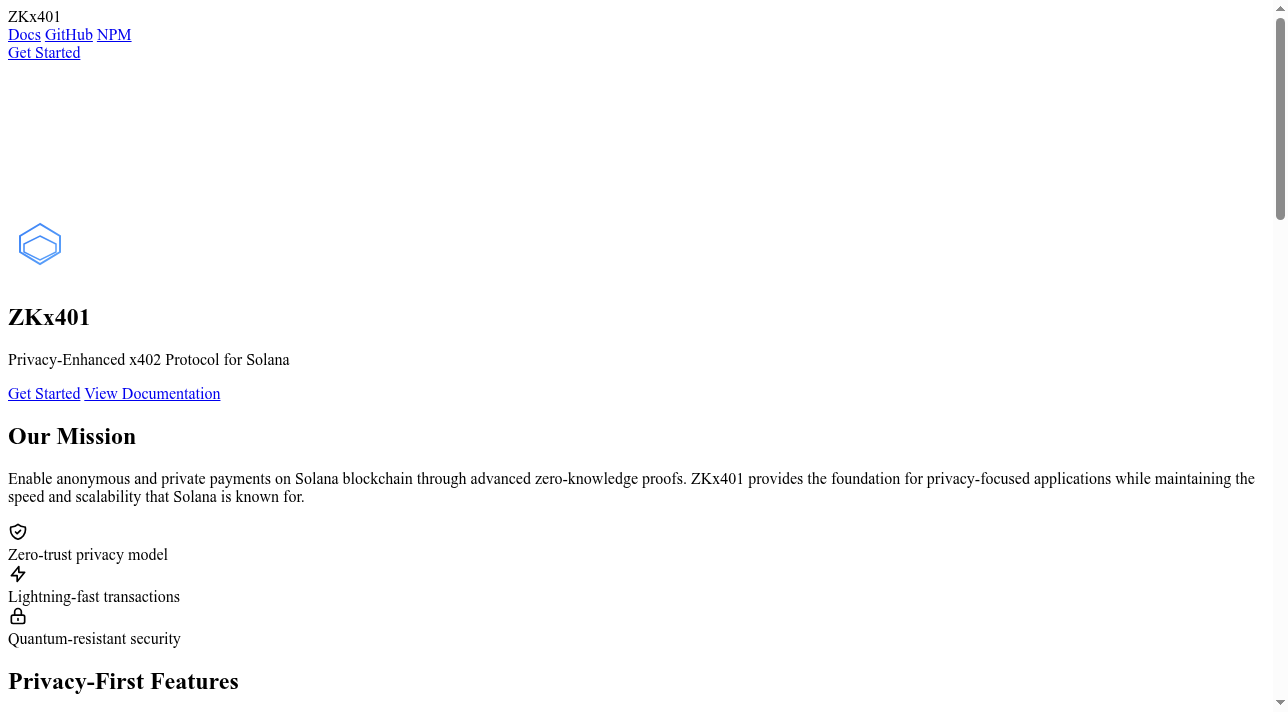 ZKx401
Docs GitHub NPM
Get Started
ZKx401
Privacy-Enhanced x402 Protocol for Solana
Get Started View Documentation
Our Mission
Enable anonymous and private payments on Solana blockchain through advanced zero-knowledge proofs. ZKx401 provides the foundation for privacy-focused applications while maintaining the
speed and scalability that Solana is known for.
Zero-trust privacy model
Lightning-fast transactions
Quantum-resistant security
Privacy-First Features